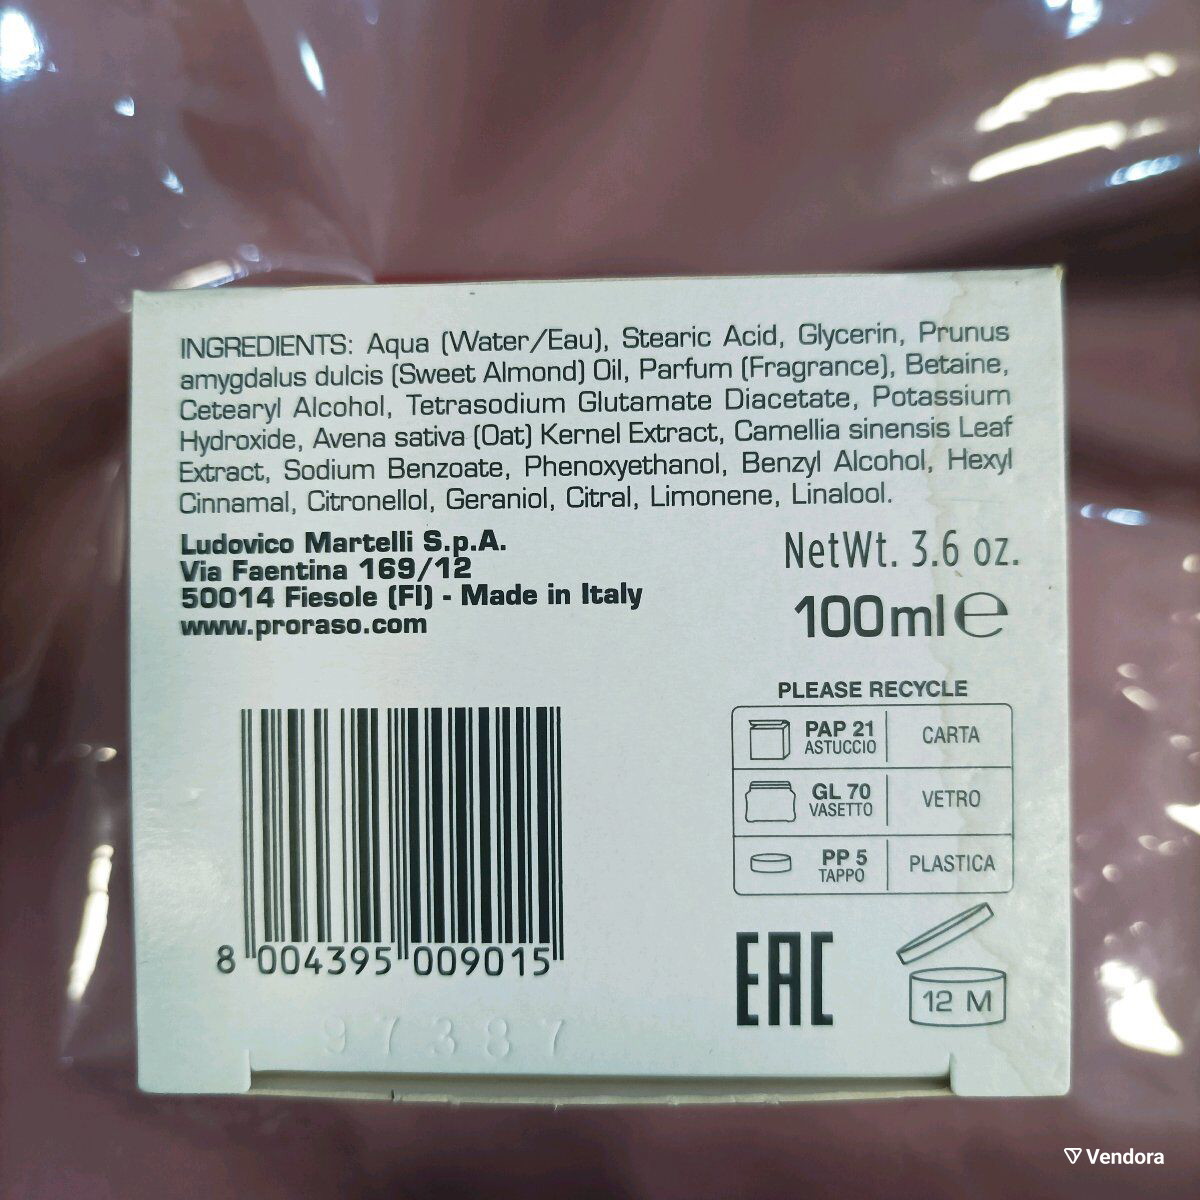 INGREDIENTS: Aqua (Water/Eau), Stearic Acid, Glycerin, Prunus
amygdalus dulcis (Sweet Almond) Oil, Parfum (Fragrance), Betaine,
Cetearyl Alcohol, Tetrasodium Glutamate Diacetate, Potassium
Hydroxide, Avena sativa (Oat) Kernel Extract, Camellia sinensis Leaf
Extract, Sodium Benzoate, Phenoxyethanol, Benzyl Alcohol, Hexyl
Cinnamal, Citronellol, Geraniol, Citral, Limonene, Linalool.
Ludovico Martelli S.p.A.
Via Faentina 169/12
50014 Fiesole (FI) - Made in Italy
www.proraso.com
NetWt. 3.6 oz.
100ml e
PLEASE RECYCLE
PAP 21
ASTUCCIO
CARTA
GL 70
VASETTO
VETRO
PP 5
TAPPO
PLASTICA
8 004395 009015
EAC
12 M
97387
Vendora